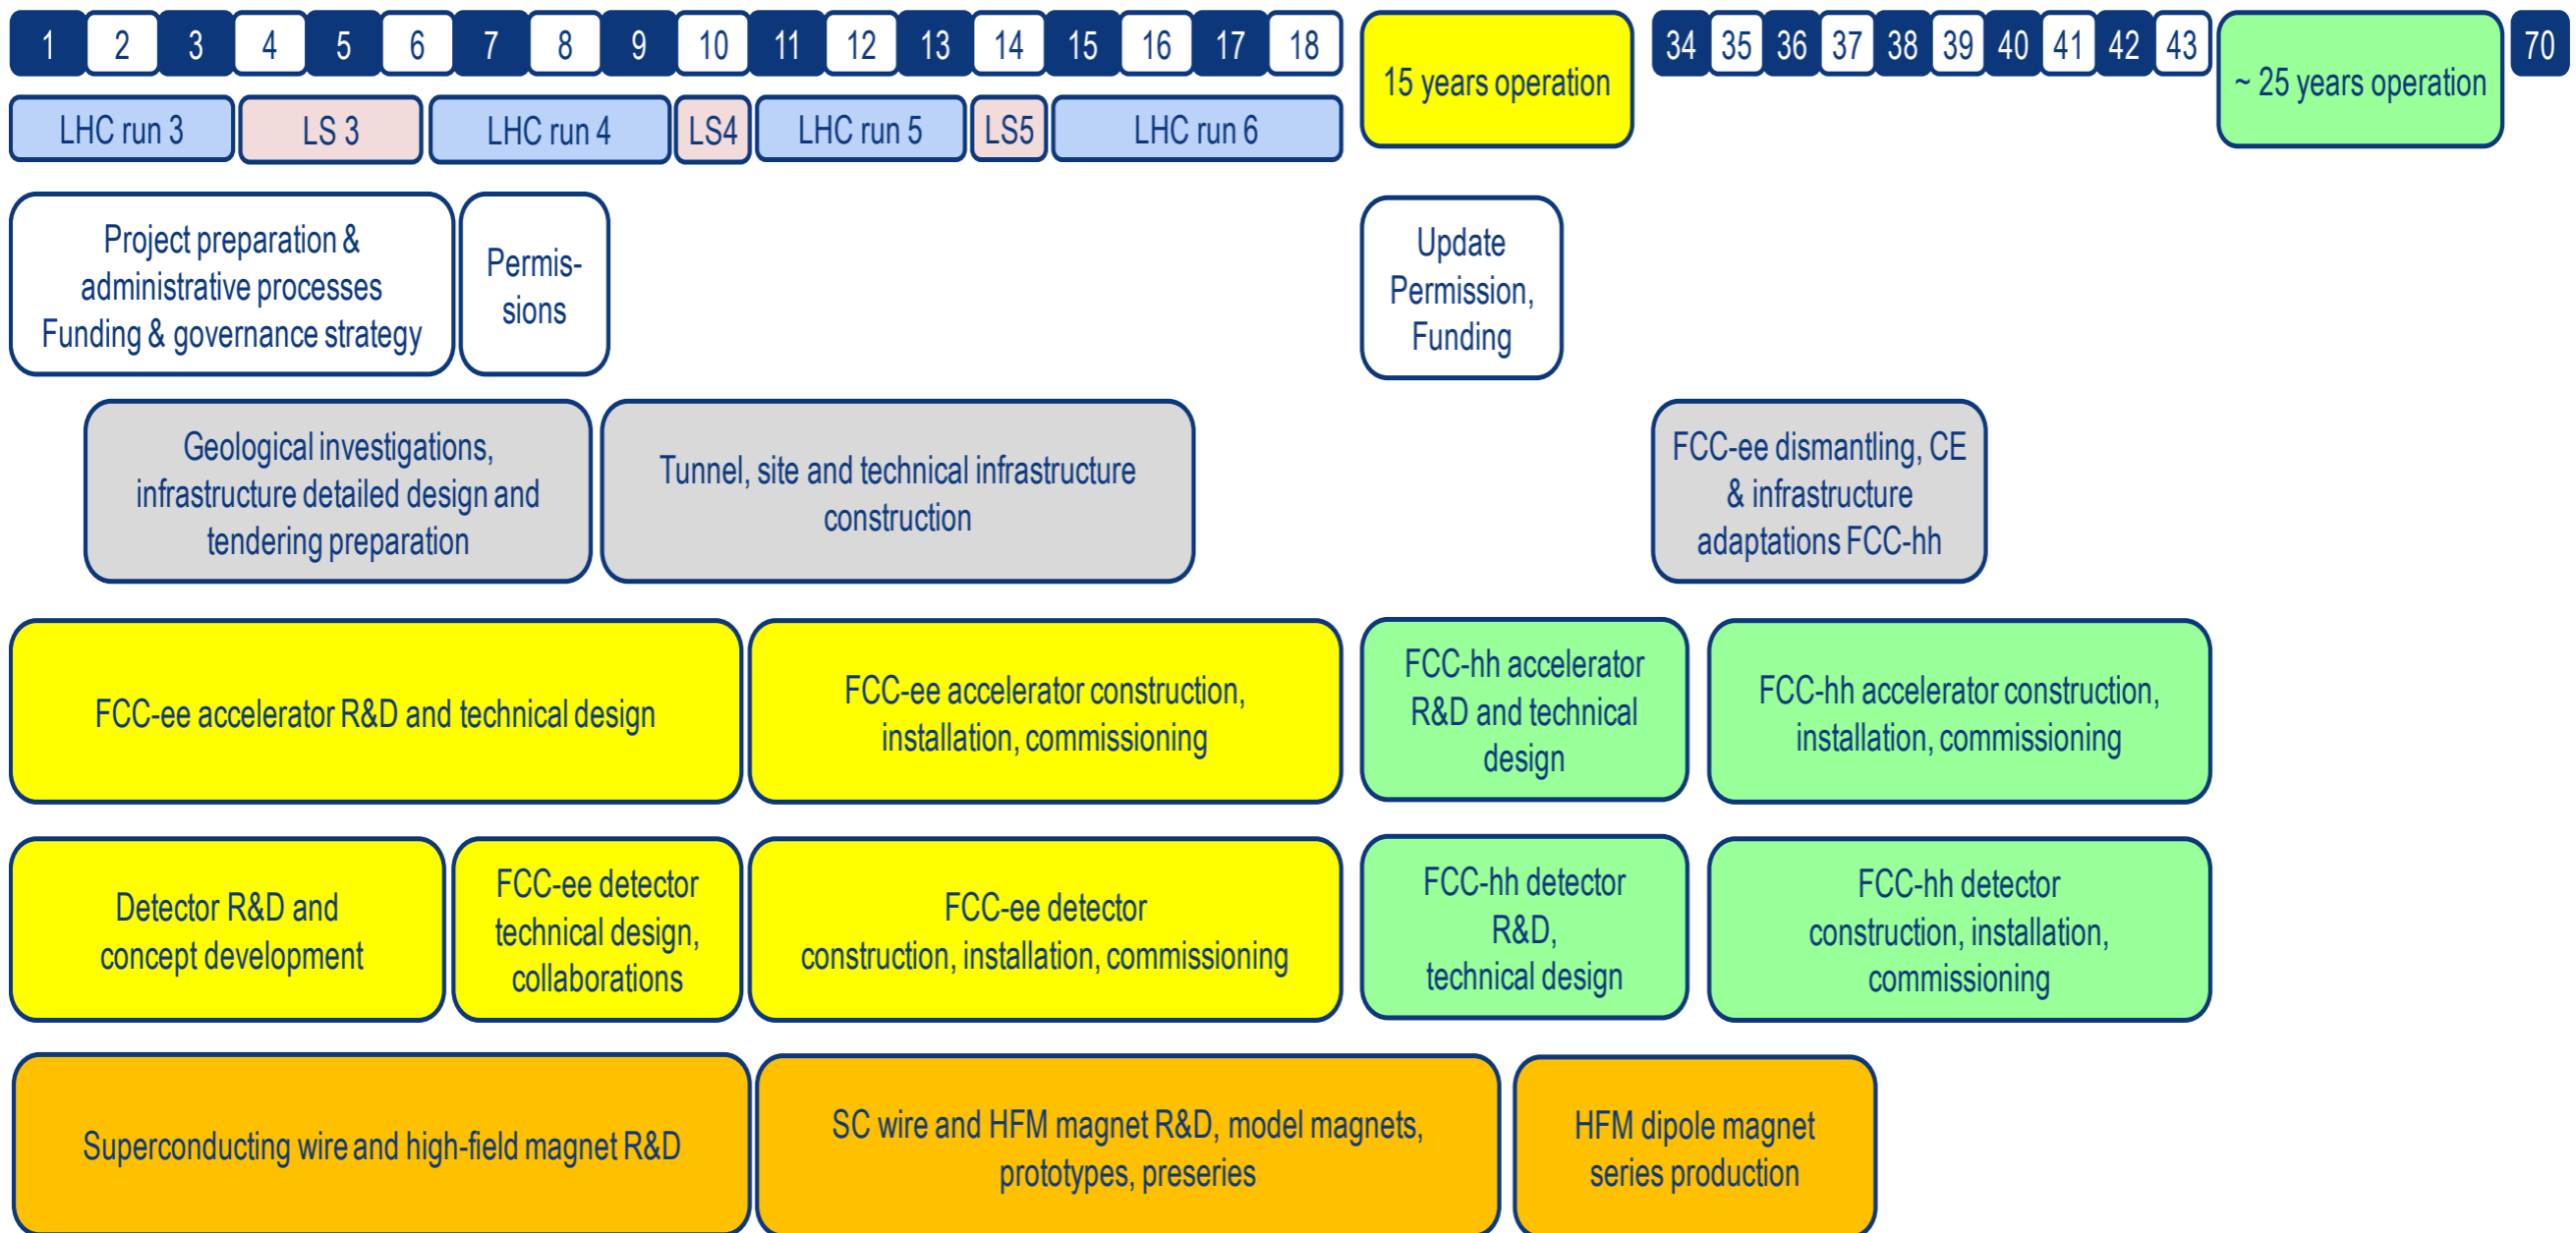 1 2 3 4 5 6 7 8 9 10 11 12 13 14 15 16 17 18
15 years operation
34 35 36 37 38 39 40 41 42 43
~ 25 years operation
70
LHC run 3
LS 3
LHC run 4
LS4
LHC run 5
LS5
LHC run 6
Project preparation &
administrative processes
Funding & governance strategy
Permis-
sions
Update
Permission,
Funding
Geological investigations,
infrastructure detailed design and
tendering preparation
Tunnel, site and technical infrastructure
construction
FCC-ee dismantling, CE
& infrastructure
adaptations FCC-hh
FCC-ee accelerator R&D and technical design
FCC-ee accelerator construction,
installation, commissioning
FCC-hh accelerator
R&D and technical
design
FCC-hh accelerator construction,
installation, commissioning
Detector R&D and
concept development
FCC-ee detector
technical design,
collaborations
FCC-ee detector
construction, installation, commissioning
FCC-hh detector
R&D,
technical design
FCC-hh detector
construction, installation,
commissioning
Superconducting wire and high-field magnet R&D
SC wire and HFM magnet R&D, model magnets,
prototypes, preseries
HFM dipole magnet
series production